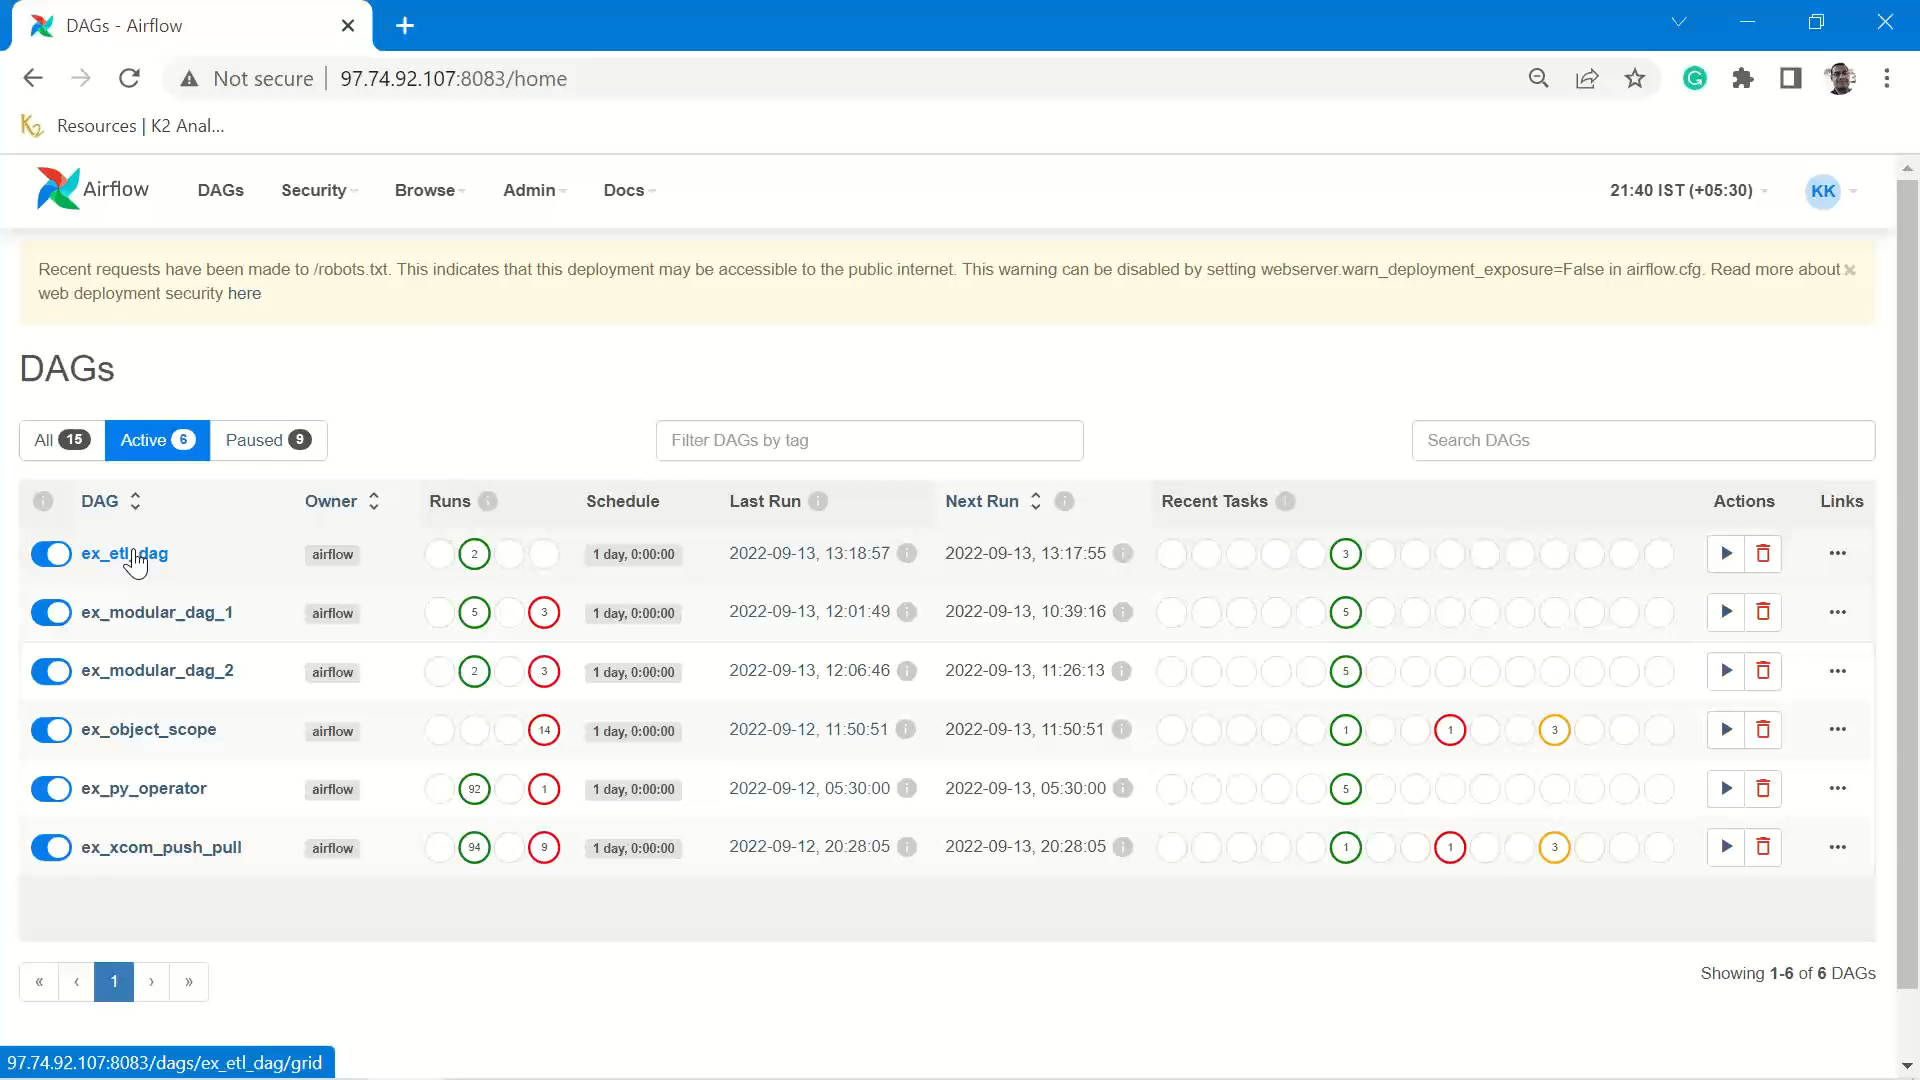 DAGs - Airflow
Not secure | 97.74.92.107:8083/home
Resources | K2 Anal...
Airflow DAGs Security Browse Admin Docs 21:40 IST (+05:30) KK
Recent requests have been made to /robots.txt. This indicates that this deployment may be accessible to the public internet. This warning can be disabled by setting webserver.warn_deployment_exposure=False in airflow.cfg. Read more about
web deployment security here
DAGs
All 15 Active 6 Paused 9 Filter DAGs by tag Search DAGs
DAG Owner Runs Schedule Last Run Next Run Recent Tasks Actions Links
ex_etl_dag airflow 2 1 day, 0:00:00 2022-09-13, 13:18:57 2022-09-13, 13:17:55 3
ex_modular_dag_1 airflow 5 3 1 day, 0:00:00 2022-09-13, 12:01:49 2022-09-13, 10:39:16 5
ex_modular_dag_2 airflow 2 3 1 day, 0:00:00 2022-09-13, 12:06:46 2022-09-13, 11:26:13 5
ex_object_scope airflow 14 1 day, 0:00:00 2022-09-12, 11:50:51 2022-09-13, 11:50:51 1 1 3
ex_py_operator airflow 92 1 1 day, 0:00:00 2022-09-12, 05:30:00 2022-09-13, 05:30:00 5
ex_xcom_push_pull airflow 94 9 1 day, 0:00:00 2022-09-12, 20:28:05 2022-09-13, 20:28:05 1 1 3
« ‹ 1 › » Showing 1-6 of 6 DAGs
97.74.92.107:8083/dags/ex_etl_dag/grid